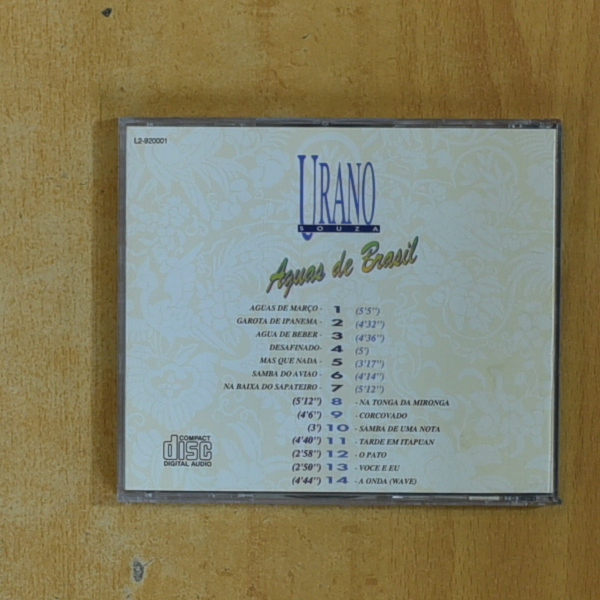 L2-920001
URANO
SOUZA
Aguas de Brasil
AGUAS DE MARÇO - 1 (5'5'')
GAROTA DE IPANEMA - 2 (4'32'')
AGUA DE BEBER - 3 (4'36'')
DESAFINADO - 4 (5')
MAS QUE NADA - 5 (3'17'')
SAMBA DO AVIAO - 6 (4'14'')
NA BAIXA DO SAPATEIRO - 7 (5'12'')
(5'12'') 8 - NA TONGA DA MIRONGA
(4'6'') 9 - CORCOVADO
(3') 10 - SAMBA DE UMA NOTA
(4'40'') 11 - TARDE EM ITAPUAN
(2'58'') 12 - O PATO
(2'50'') 13 - VOCE E EU
(4'44'') 14 - A ONDA (WAVE)
COMPACT
disc
DIGITAL AUDIO